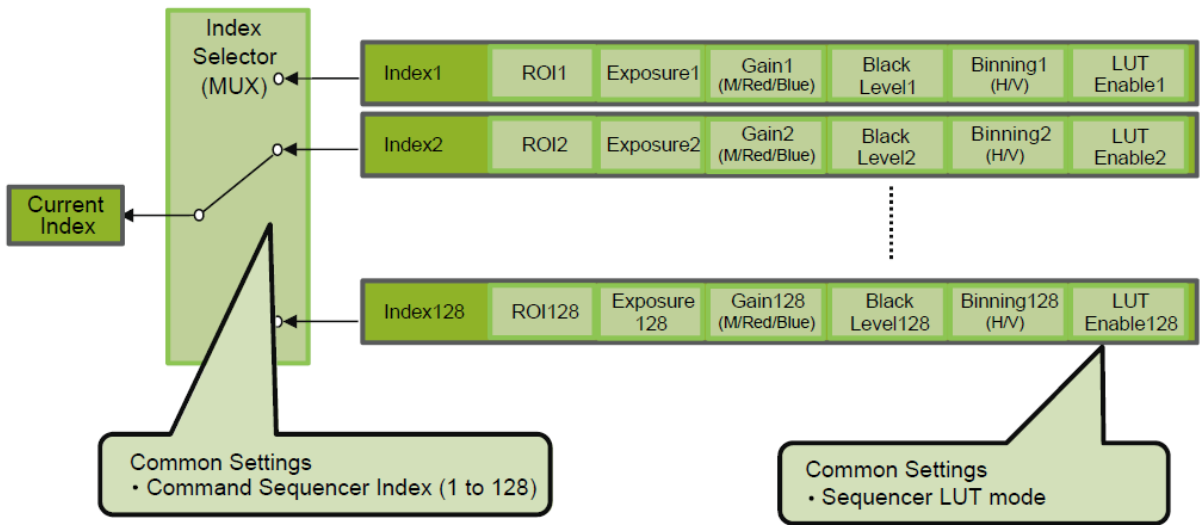 Index
Selector
(MUX)
Index1
ROI1
Exposure1
Gain1
(M/Red/Blue)
Black
Level1
Binning1
(H/V)
LUT
Enable1
Index2
ROI2
Exposure2
Gain2
(M/Red/Blue)
Black
Level2
Binning2
(H/V)
LUT
Enable2
Current
Index
Index128
ROI128
Exposure
128
Gain128
(M/Red/Blue)
Black
Level128
Binning128
(H/V)
LUT
Enable128
Common Settings
・Command Sequencer Index (1 to 128)
Common Settings
・Sequencer LUT mode